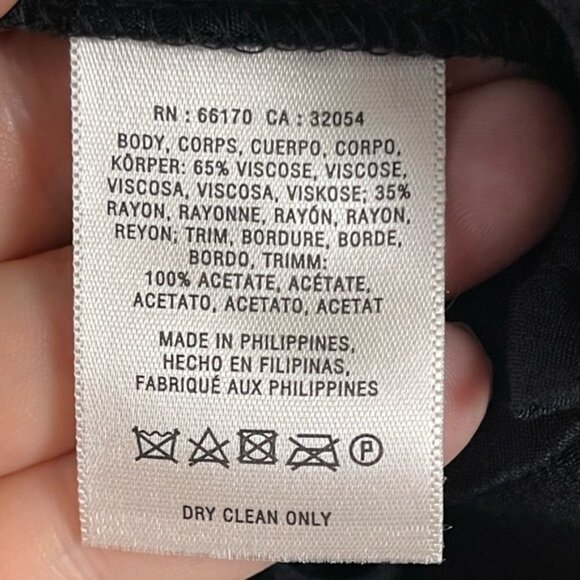 RN : 66170 CA : 32054
BODY, CORPS, CUERPO, CORPO,
KÖRPER: 65% VISCOSE, VISCOSE,
VISCOSA, VISCOSA, VISKOSE; 35%
RAYON, RAYONNE, RAYÓN, RAYON,
REYON; TRIM, BORDURE, BORDE,
BORDO, TRIMM:
100% ACETATE, ACÉTATE,
ACETATO, ACETATO, ACETAT
MADE IN PHILIPPINES,
HECHO EN FILIPINAS,
FABRIQUÉ AUX PHILIPPINES
P
DRY CLEAN ONLY